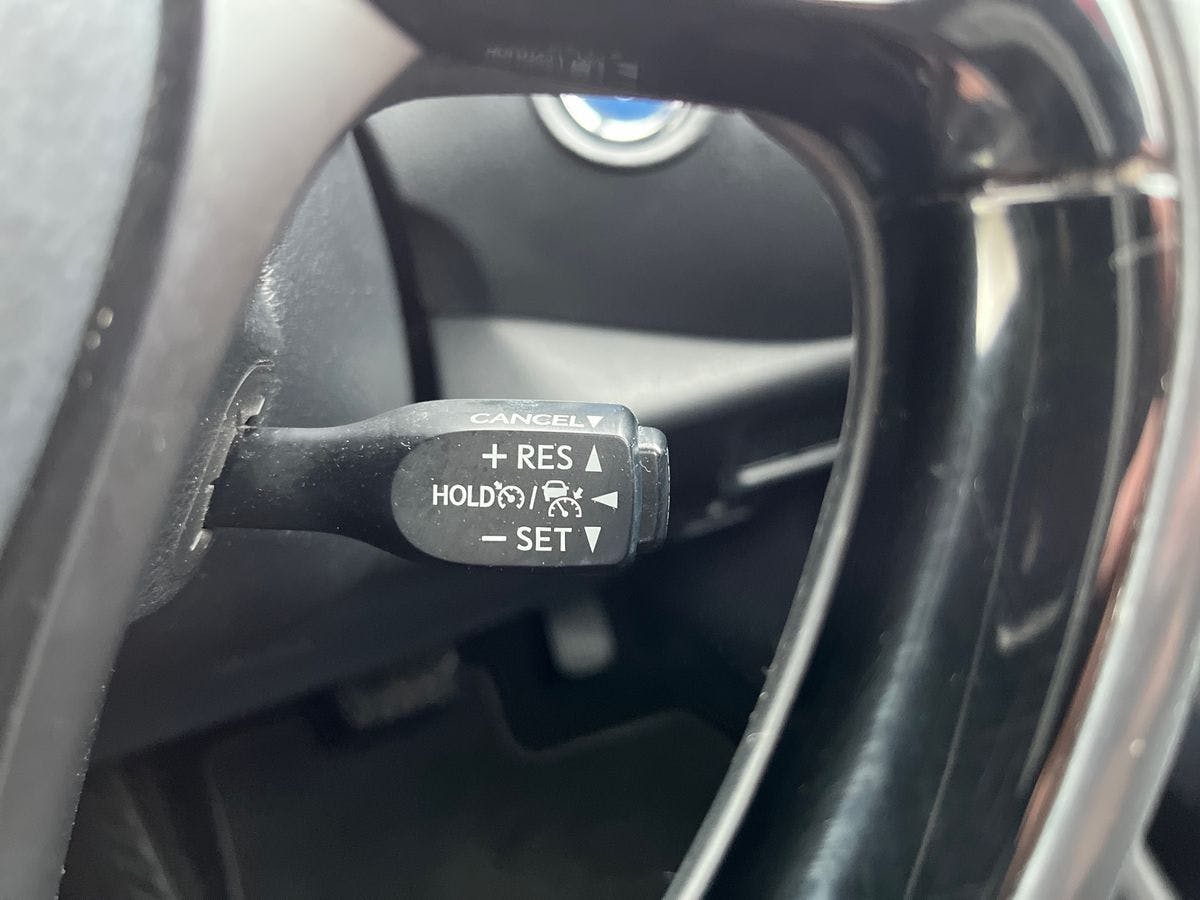 CANCEL▼
+ RES ▲
HOLD / ◀
− SET ▼